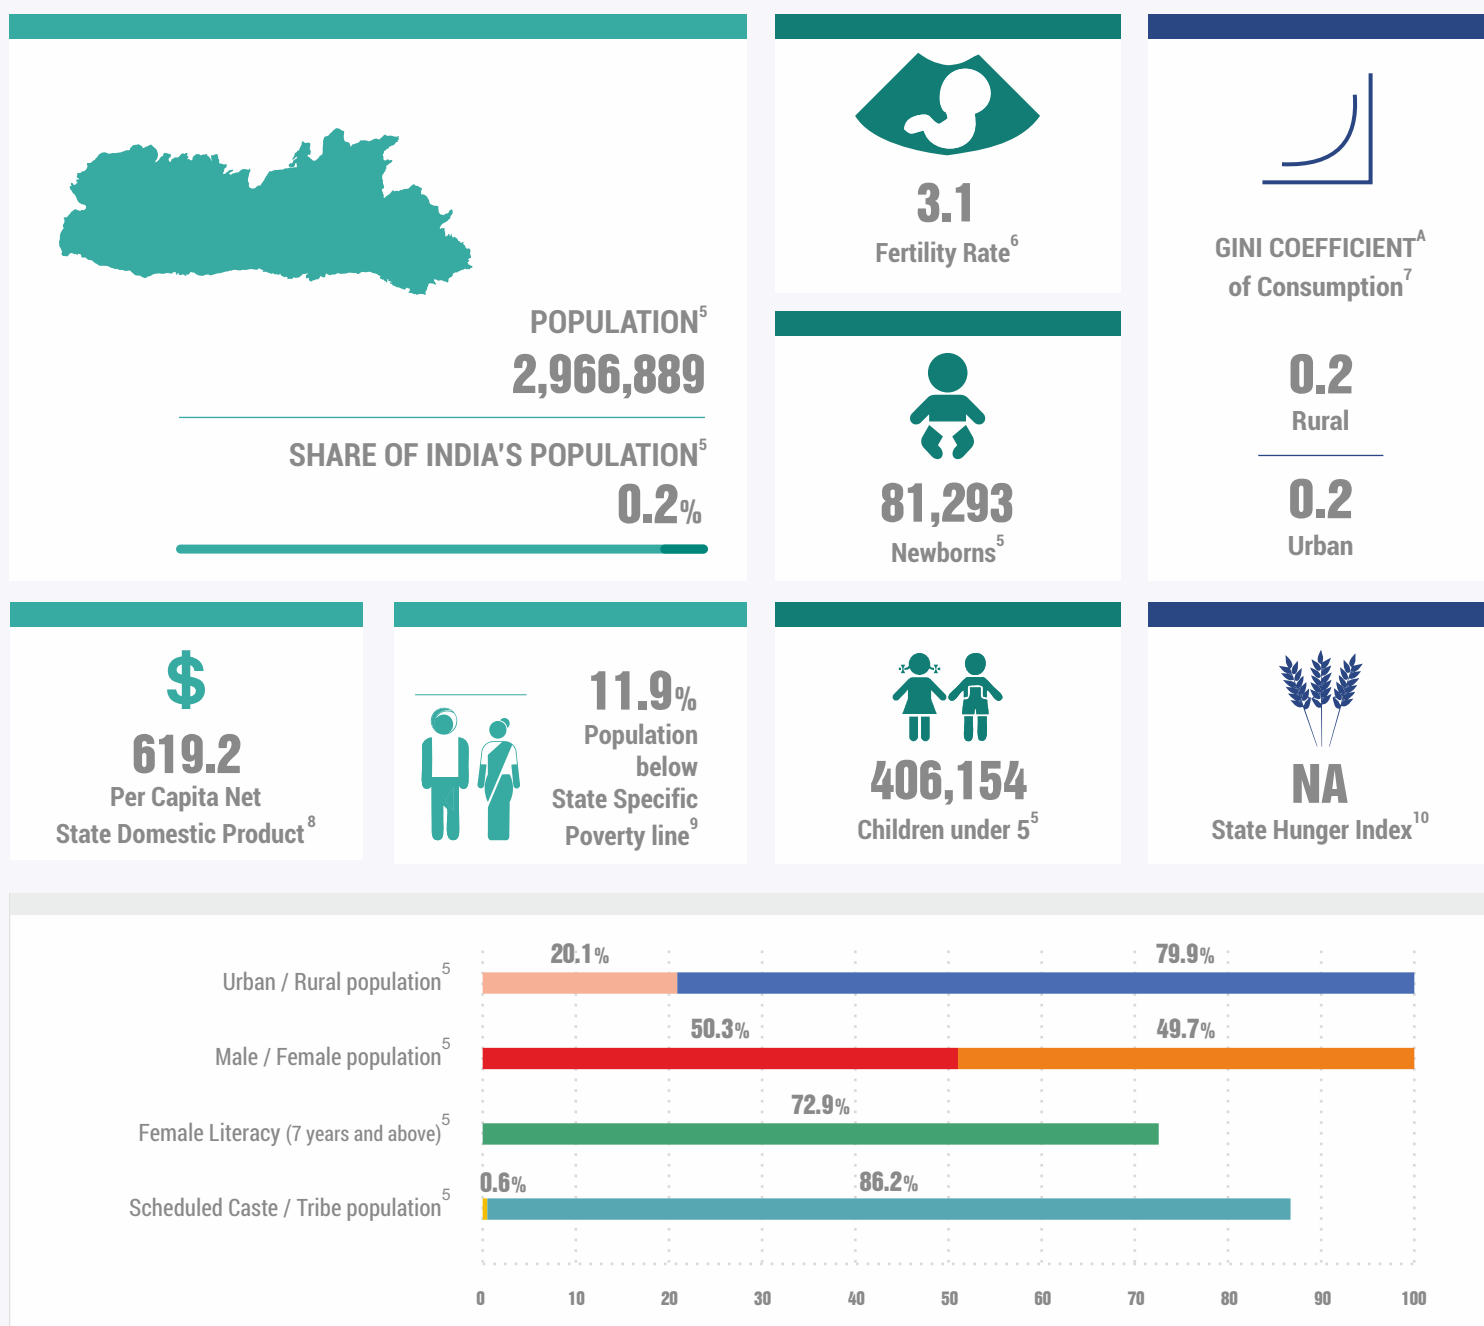 POPULATION5
2,966,889
SHARE OF INDIA'S POPULATION5
0.2%
3.1
Fertility Rate6
81,293
Newborns5
GINI COEFFICIENTA
of Consumption7
0.2
Rural
0.2
Urban
$
619.2
Per Capita Net
State Domestic Product8
11.9%
Population
below
State Specific
Poverty line9
406,154
Children under 55
NA
State Hunger Index10
20.1% 79.9%
Urban / Rural population5
50.3% 49.7%
Male / Female population5
72.9%
Female Literacy (7 years and above)5
0.6% 86.2%
Scheduled Caste / Tribe population5
0 10 20 30 40 50 60 70 80 90 100